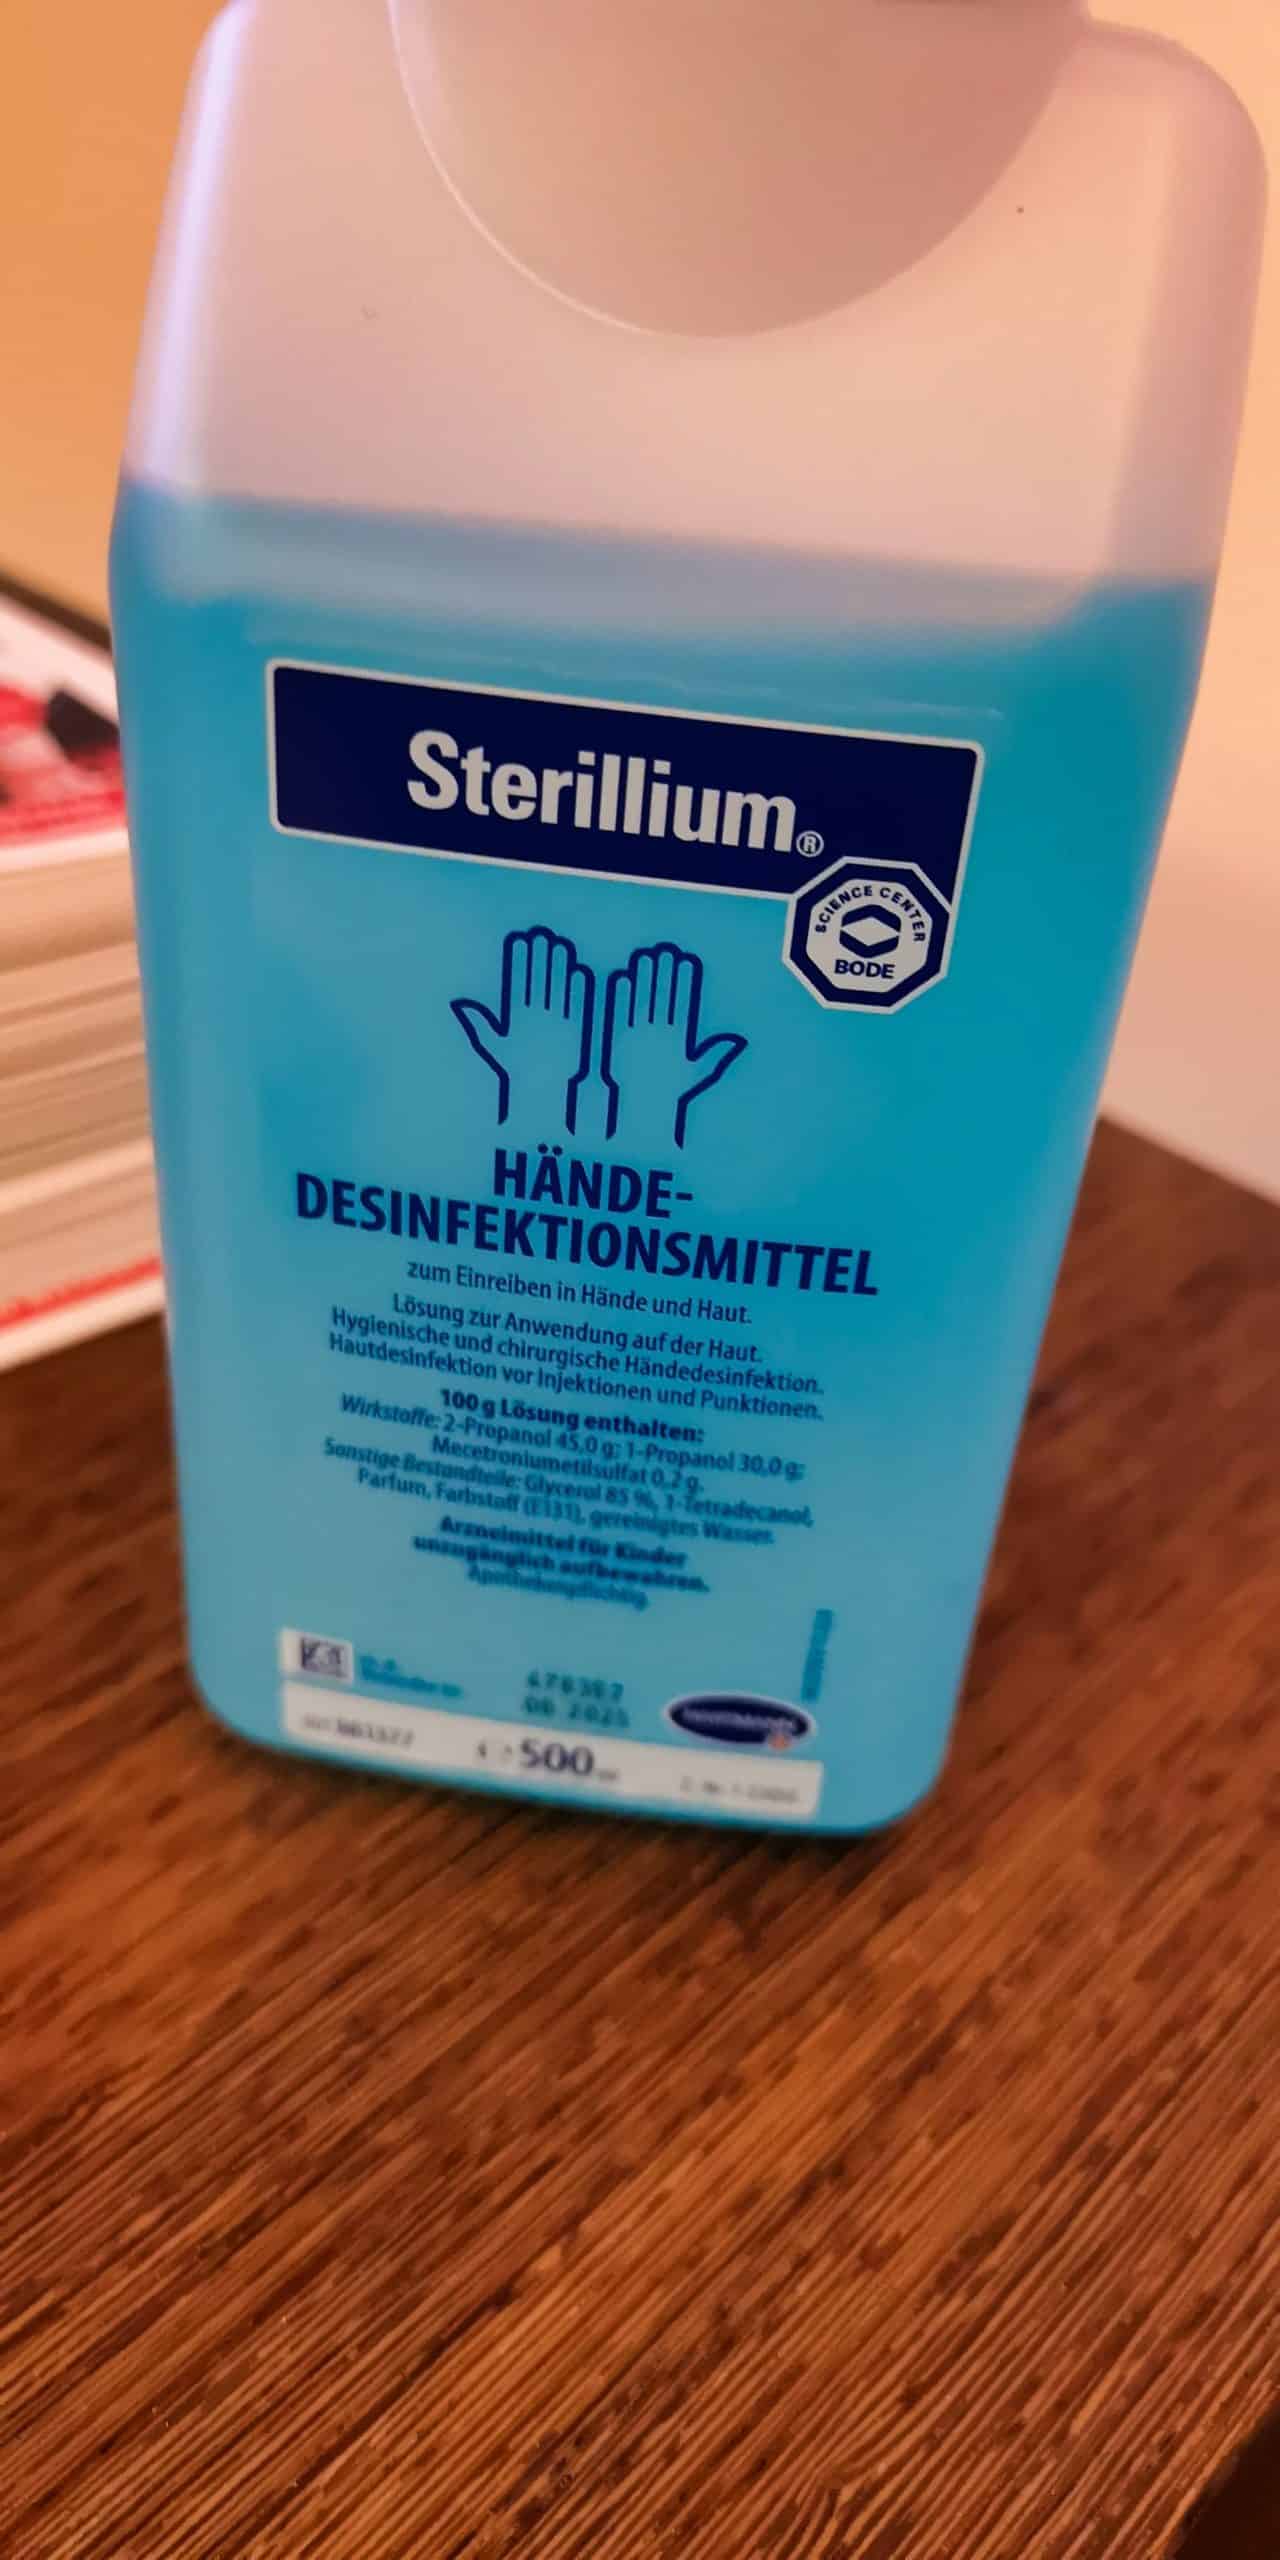 Sterillium®
SCIENCE CENTER
BODE
HÄNDE-
DESINFEKTIONSMITTEL
zum Einreiben in Hände und Haut.
Lösung zur Anwendung auf der Haut.
Hygienische und chirurgische Händedesinfektion.
Hautdesinfektion vor Injektionen und Punktionen.
100 g Lösung enthalten:
Wirkstoffe: 2-Propanol 45,0 g; 1-Propanol 30,0 g;
Mecetroniumetilsulfat 0,2 g.
Sonstige Bestandteile: Glycerol 85 %, 1-Tetradecanol,
Parfum, Farbstoff (E131), gereinigtes Wasser.
Arzneimittel für Kinder
unzugänglich aufbewahren.
Apothekenpflichtig
08 2025
500